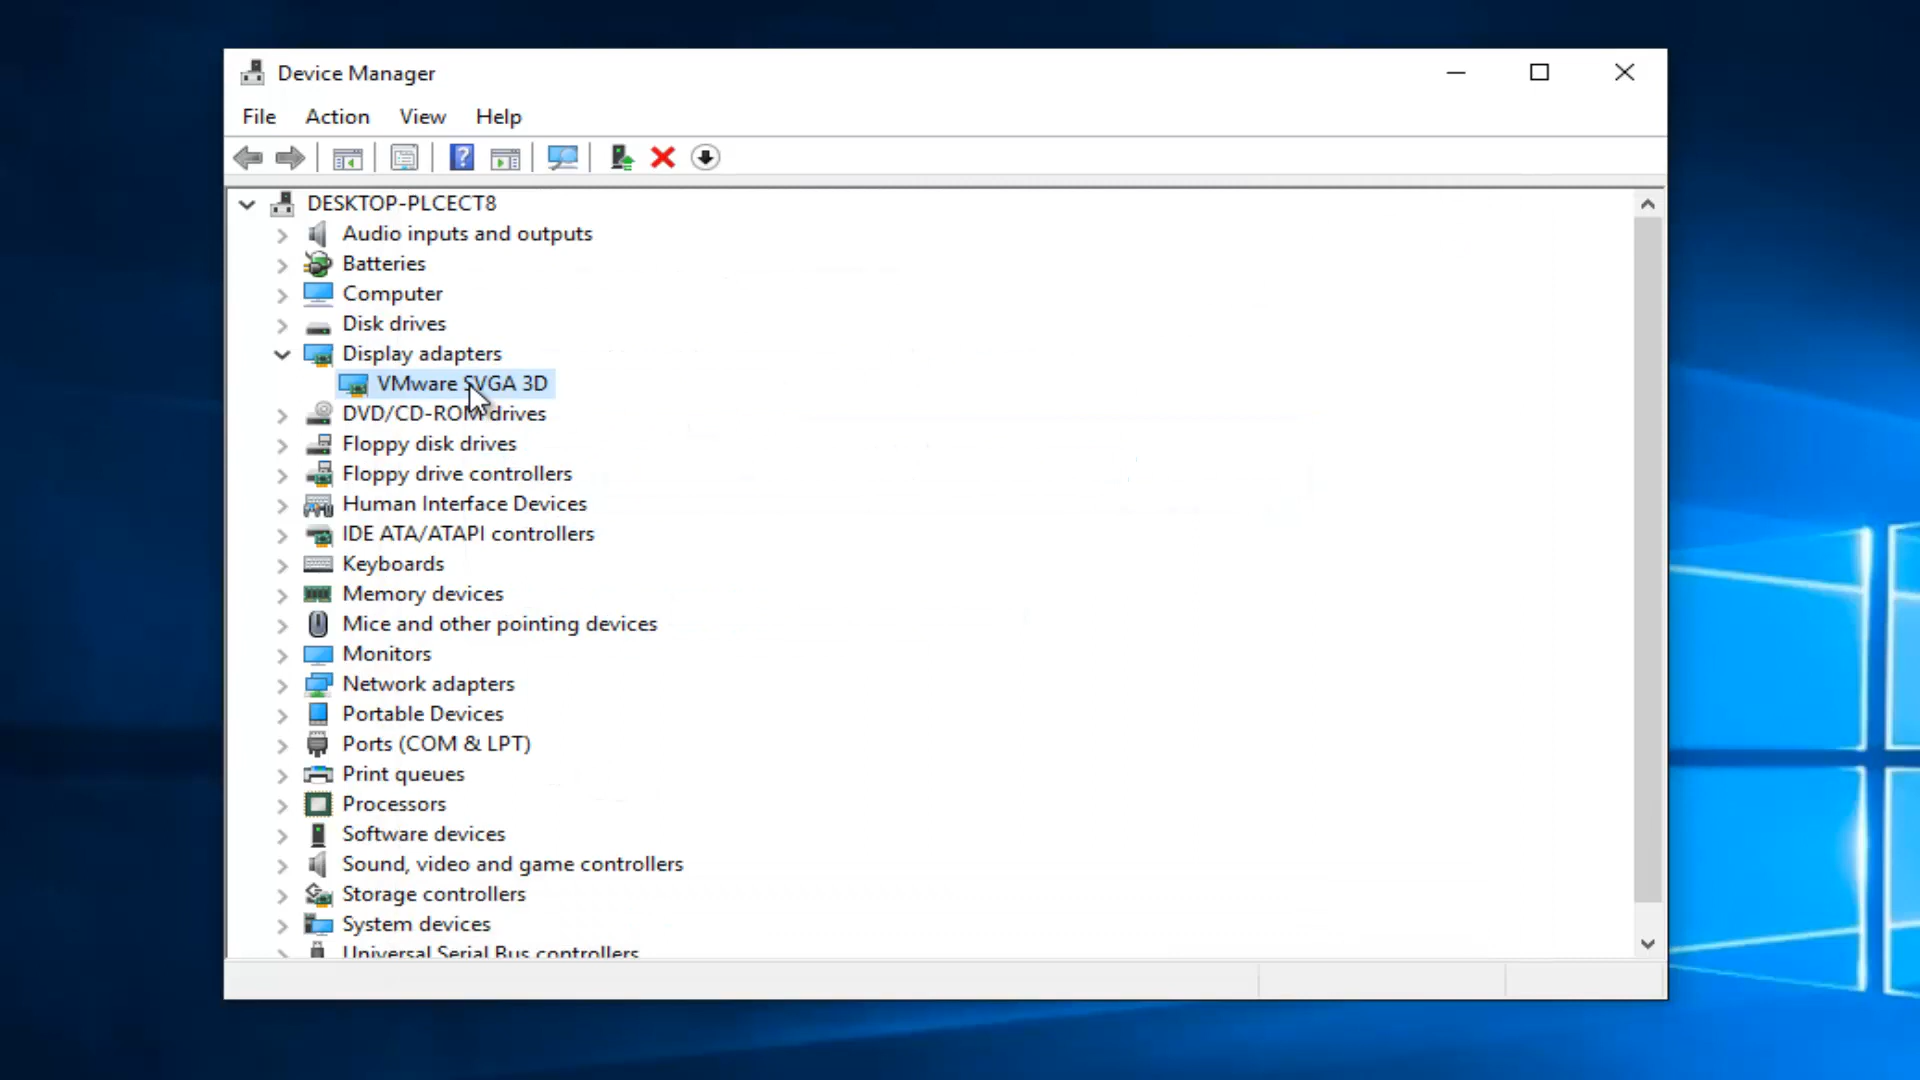 Device Manager
File Action View Help
DESKTOP-PLCECT8
Audio inputs and outputs
Batteries
Computer
Disk drives
Display adapters
VMware SVGA 3D
DVD/CD-ROM drives
Floppy disk drives
Floppy drive controllers
Human Interface Devices
IDE ATA/ATAPI controllers
Keyboards
Memory devices
Mice and other pointing devices
Monitors
Network adapters
Portable Devices
Ports (COM & LPT)
Print queues
Processors
Software devices
Sound, video and game controllers
Storage controllers
System devices
Universal Serial Bus controllers